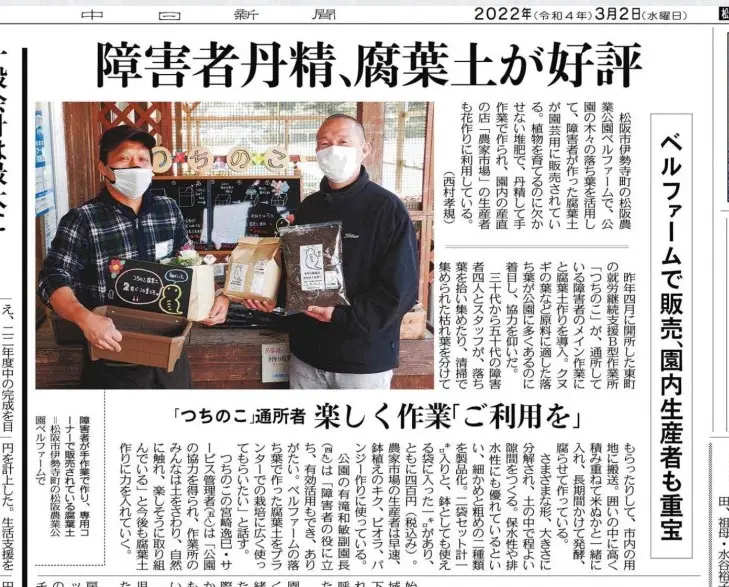 中日新聞
2022年(令和4年)3月2日(水曜日)
障害者丹精、腐葉土が好評
ベルファームで販売、園内生産者も重宝
松阪市伊勢寺町の松阪農
業公園ベルファームで、公
園の木々の落ち葉を活用し
て、障害者が作った腐葉土
が園芸用に販売されてい
る。植物を育てるのに欠か
せない堆肥で、丹精して手
作業で作られ、園内の産直
の店「農家市場」の生産者
も花作りに利用している。
（西村孝規）
つちのこ
昨年四月に開所した東町
の就労継続支援B型作業所
「つちのこ」が、通所して
いる障害者のメイン作業に
と腐葉土作りを導入。クヌ
ギの葉など原料に適した落
ち葉が公園に多くあるのに
着目し、協力を仰いだ。
三十代から五十代の障害
者四人とスタッフが、落ち
葉を拾い集めたり、清掃で
集められた枯れ葉を分けて
「つちのこ」通所者 楽しく作業「ご利用を」
もらったりして、市内の用
地に搬送。囲いの中に高く
積み重ねて米ぬかと一緒に
入れ、長期間かけて発酵、
腐らせて作っている。
さまざまな形、大きさに
分解され、土の中で程よい
隙間をつくる。保水性や排
水性にも優れているとい
い、細かめと粗めの二種類
を製品化。二袋セット計一
㌔入りと、鉢としても使え
る袋に入った一㌔があり、
ともに四百円（税込み）。
農家市場の生産者は早速、
鉢植えのキク、ビオラ、パ
ンジー作りに使っている。
公園の有滝和敏副園長
は「障害者の役に立
ち、有効活用もでき、あり
がたい。ベルファームの落
ち葉で作った腐葉土をプラ
ンターでの栽培に広く使っ
てもらいたい」と話す。
つちのこの宮崎逸巳・サ
ービス管理者は「公園
の協力を得られ、作業所の
みんなは土をさわり、自然
に触れ、楽しそうに取り組
んでいる」と今後も腐葉土
作りに力を入れていく。
障害者が手作業で作り、専用コ
ーナーで販売されている腐葉土
＝松阪市伊勢寺町の松阪農業公
園ベルファームで
え、二二年度中の完成を目
円を計上した。生活支援を
田、祖母・水谷裕子